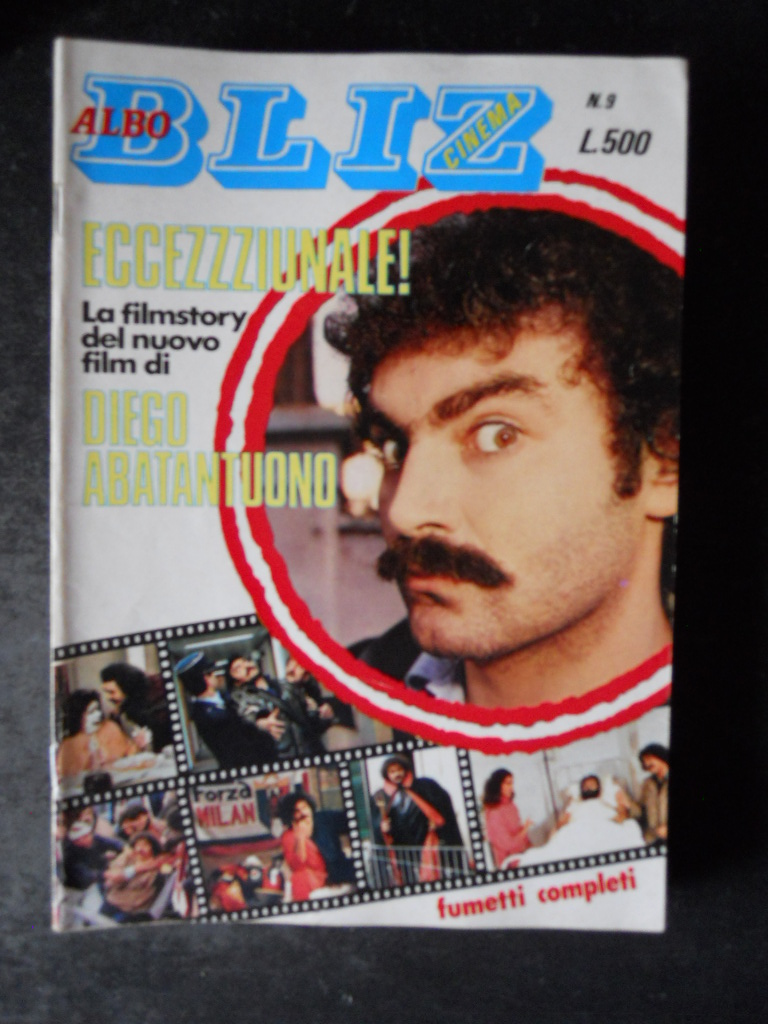 ALBO BLIZ
CINEMA
N.9
L.500
ECCEZZZIUNALE!
La filmstory
del nuovo
film di
DIEGO
ABATANTUONO
Forza
MILAN
fumetti completi